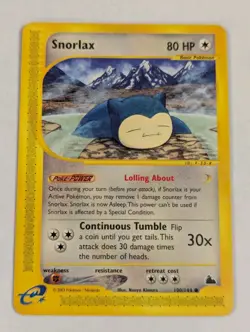 Snorlax 80 HP
Basic Pokémon
Poké-POWER Lolling About
Once during your turn (before your attack), if Snorlax is your
Active Pokémon, you may remove 1 damage counter from
Snorlax. Snorlax is now Asleep. This power can't be used if
Snorlax is affected by a Special Condition.
Continuous Tumble Flip
a coin until you get tails. This
attack does 30 damage times
the number of heads.
30x
weakness resistance retreat cost